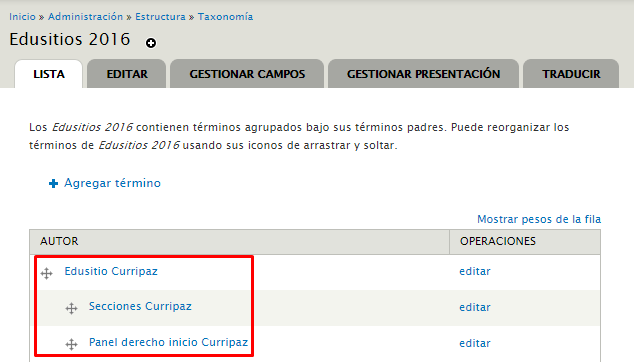 Inicio » Administración » Estructura » Taxonomía
Edusitios 2016
LISTA EDITAR GESTIONAR CAMPOS GESTIONAR PRESENTACIÓN TRADUCIR
Los Edusitios 2016 contienen términos agrupados bajo sus términos padres. Puede reorganizar los
términos de Edusitios 2016 usando sus iconos de arrastrar y soltar.
Agregar término
Mostrar pesos de la fila
AUTOR OPERACIONES
Edusitio Curripaz editar
Secciones Curripaz editar
Panel derecho inicio Curripaz editar